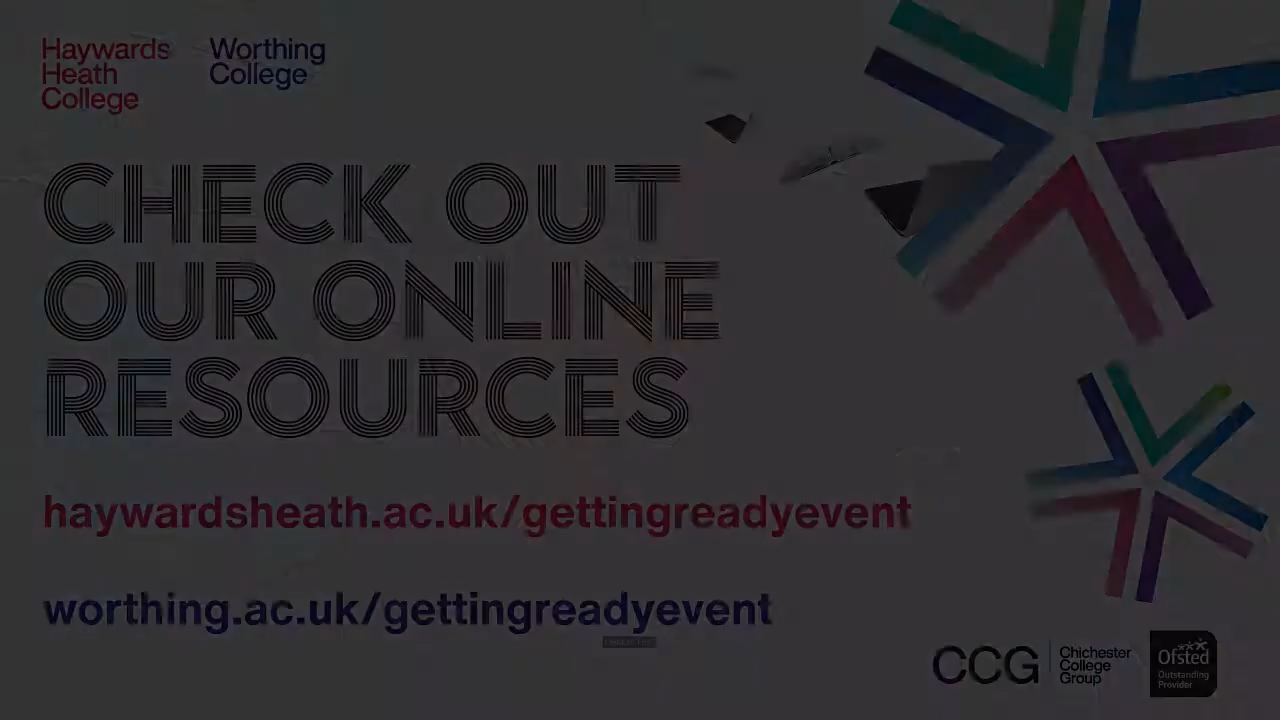 Haywards
Heath
College
Worthing
College
CHECK OUT
OUR ONLINE
RESOURCES
haywardsheath.ac.uk/gettingreadyevent
worthing.ac.uk/gettingreadyevent
CCG
Chichester
College
Group
Ofsted
Outstanding
Provider